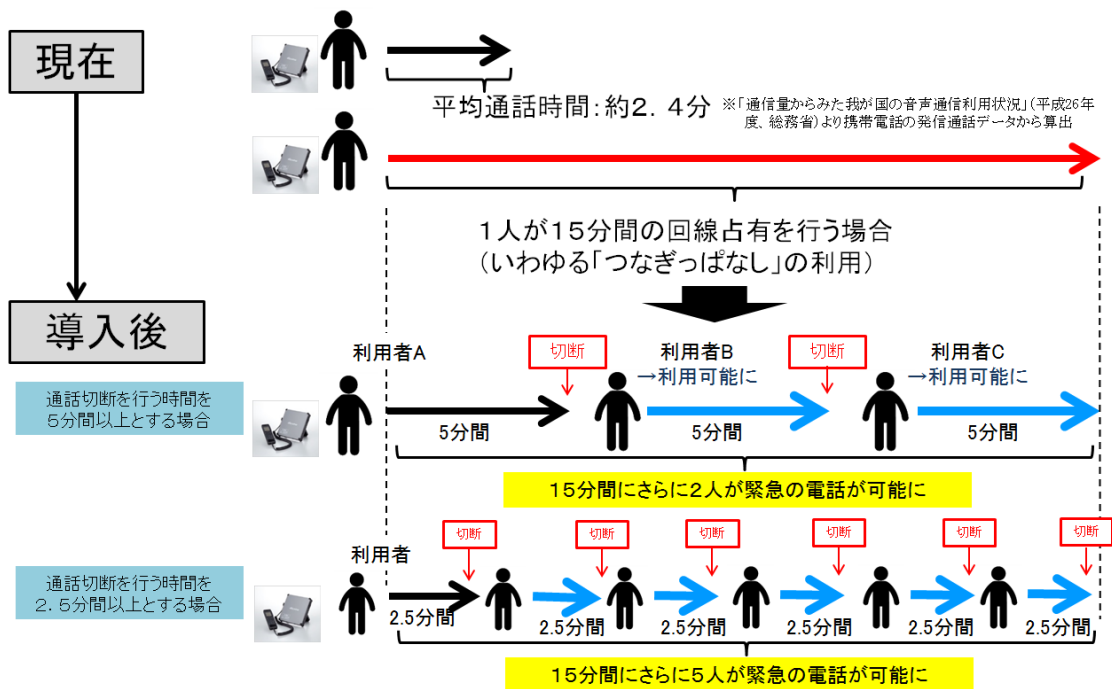 現在
平均通話時間:約2.4分
※「通信量からみた我が国の音声通信利用状況」(平成26年
度、総務省)より携帯電話の発信通話データから算出
1人が15分間の回線占有を行う場合
(いわゆる「つなぎっぱなし」の利用)
導入後
通話切断を行う時間を
5分間以上とする場合
利用者A
切断
利用者B
→利用可能に
切断
利用者C
→利用可能に
5分間
5分間
5分間
15分間にさらに2人が緊急の電話が可能に
通話切断を行う時間を
2.5分間以上とする場合
利用者
切断
切断
切断
切断
切断
切断
2.5分間
2.5分間
2.5分間
2.5分間
2.5分間
2.5分間
15分間にさらに5人が緊急の電話が可能に